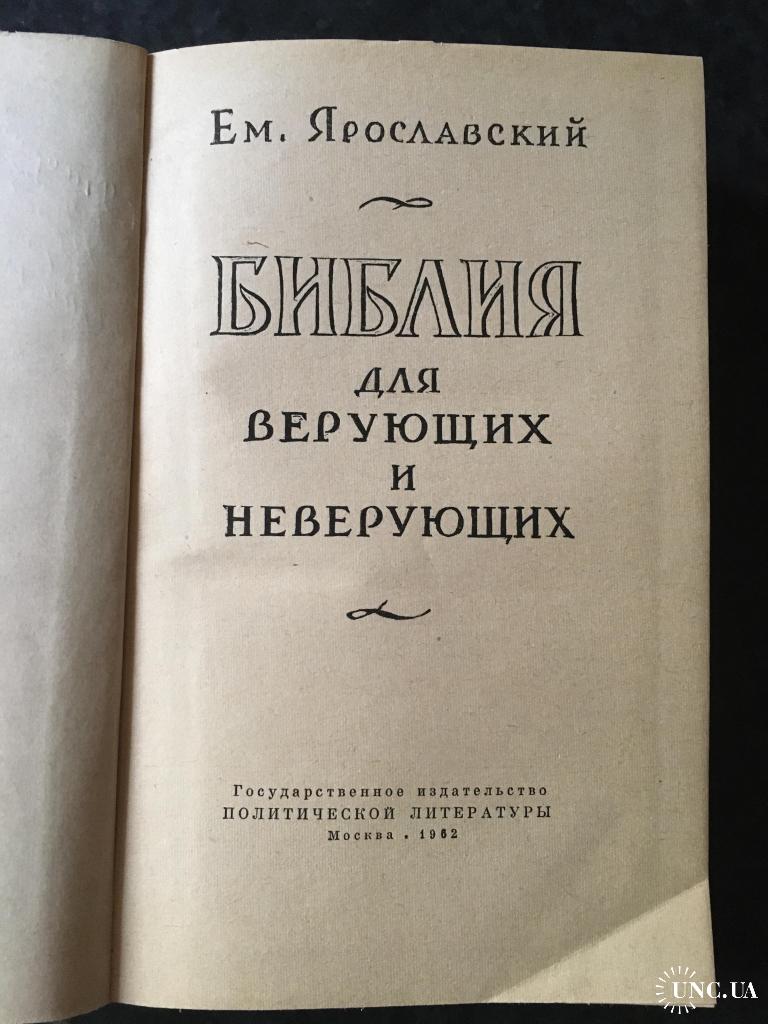 Ем. Ярославский
БИБЛИЯ
для
верующих
и
неверующих
Государственное издательство
ПОЛИТИЧЕСКОЙ ЛИТЕРАТУРЫ
Москва • 1962
UNC.UA